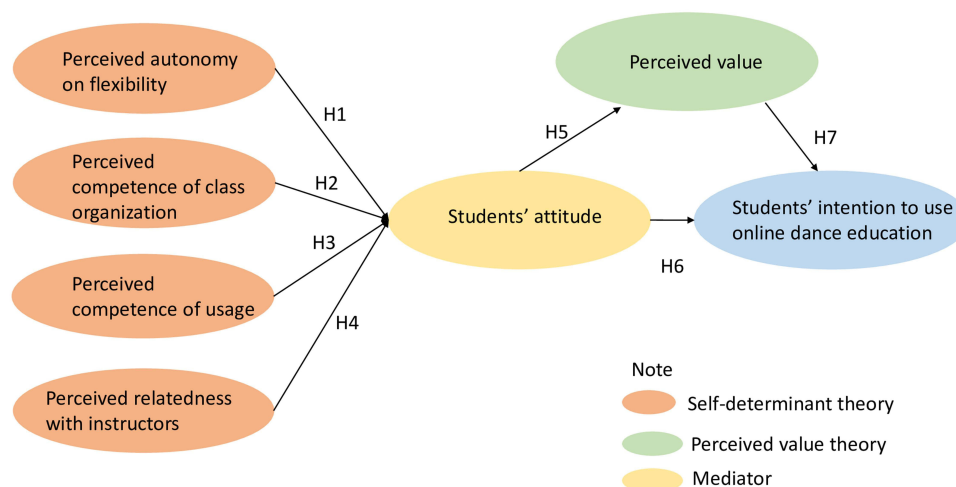 Perceived autonomy
on flexibility
H1
Perceived
competence of class
organization
H2
Perceived
competence of usage
H3
Perceived relatedness
with instructors
H4
Students’ attitude
H5
Perceived value
H6
H7
Students’ intention to use
online dance education
Note
Self-determinant theory
Perceived value theory
Mediator